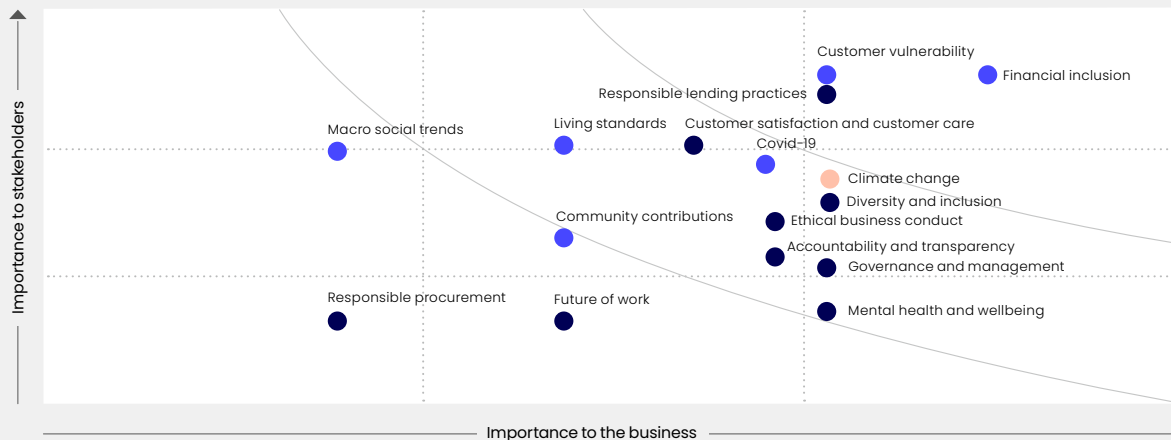 Importance to stakeholders
Customer vulnerability
Financial inclusion
Responsible lending practices
Macro social trends
Living standards
Customer satisfaction and customer care
Covid-19
Climate change
Diversity and inclusion
Community contributions
Ethical business conduct
Accountability and transparency
Governance and management
Responsible procurement
Future of work
Mental health and wellbeing
Importance to the business